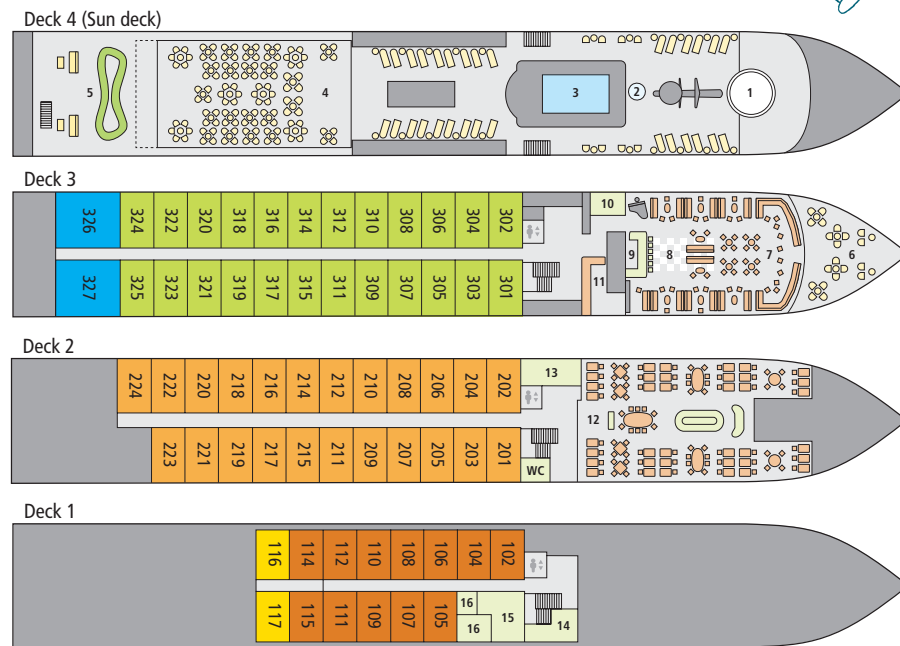 Deck 4 (Sun deck)
5 4 3 2 1
Deck 3
326 324 322 320 318 316 314 312 310 308 306 304 302 10
9 8 7 6
327 325 323 321 319 317 315 311 309 307 305 303 301 11
Deck 2
224 222 220 218 216 214 212 210 208 206 204 202 13
12
223 221 219 217 215 211 209 207 205 203 201 WC
Deck 1
116 114 112 110 108 106 104 102
117 115 111 109 107 105 16 15 14
16